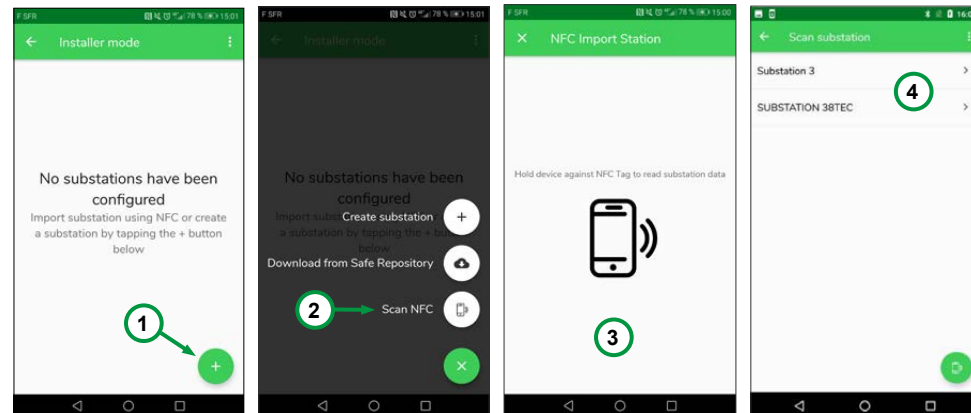 F SFR 78 % 15:01
Installer mode
No substations have been
configured
Import substation using NFC or create
a substation by tapping the + button
below
1
+
F SFR 78 % 15:01
Installer mode
No substations have been
configured
Create substation
+
below
Download from Safe Repository
2
Scan NFC
×
F SFR 78 % 15:00
× NFC Import Station
Hold device against NFC Tag to read substation data
3
Scan substation
Substation 3
4
SUBSTATION 38TEC